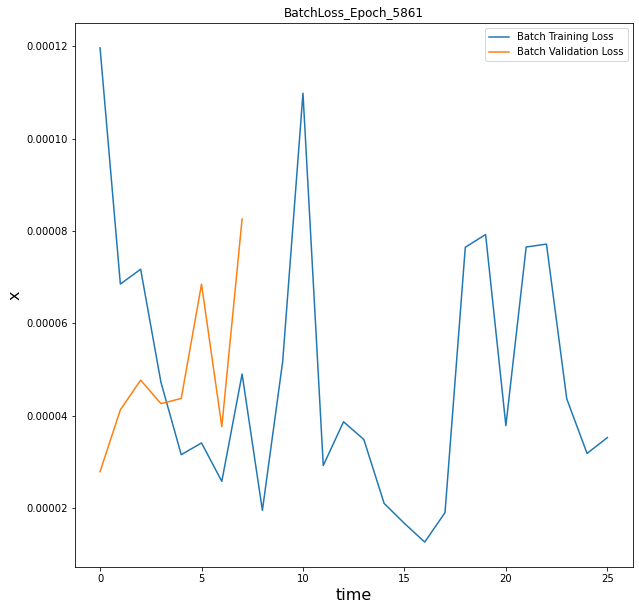 BatchLoss_Epoch_5861
Batch Training Loss
Batch Validation Loss
0.00012
0.00010
0.00008
0.00006
0.00004
0.00002
x
0 5 10 15 20 25
time